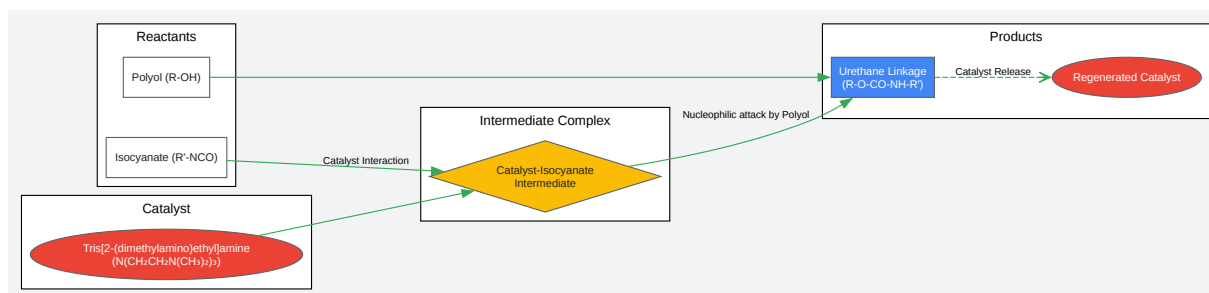 Reactants
Polyol (R-OH)
Isocyanate (R'-NCO)
Catalyst
Tris[2-(dimethylamino)ethyl]amine
(N(CH₂CH₂N(CH₃)₂)₃)
Catalyst Interaction
Intermediate Complex
Catalyst-Isocyanate
Intermediate
Nucleophilic attack by Polyol
Products
Urethane Linkage
(R-O-CO-NH-R')
Catalyst Release
Regenerated Catalyst